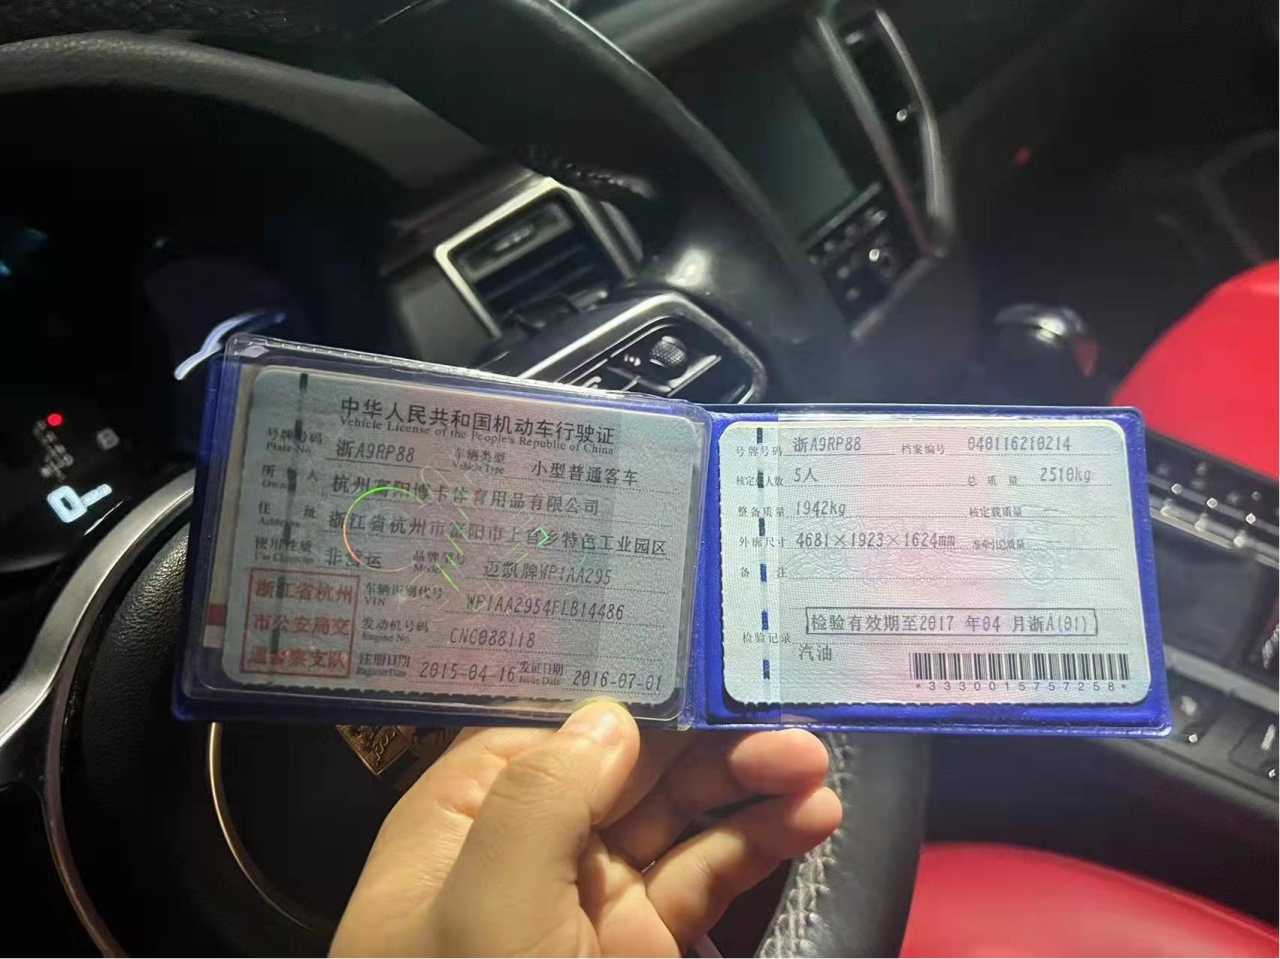 中华人民共和国机动车行驶证
Vehicle License of the People's Republic of China
号牌号码 浙A9RP88 车辆类型 小型普通客车
Plate No. Vehicle Type
所有人 杭州富阳博卡体育用品有限公司
Owner
住址 浙江省杭州市富阳市上官乡特色工业园区
Address
使用性质 非营运 品牌型号 迈凯牌WP1AA295
Use Character Model
浙江省杭州
市公安局交
通警察支队
车辆识别代号 WP1AA2954FLB14486
VIN
发动机号码 CNC088118
Engine No.
注册日期 2015-04-16 发证日期 2016-07-01
Register Date Issue Date
号牌号码 浙A9RP88 档案编号 040116210214
核定载人数 5人 总质量 2510kg
整备质量 1942kg 核定载质量 —
外廓尺寸 4681×1923×1624mm 准牵引总质量 —
备注
检验记录 检验有效期至2017年04月浙A(01)
汽油
*3330015757258*
P